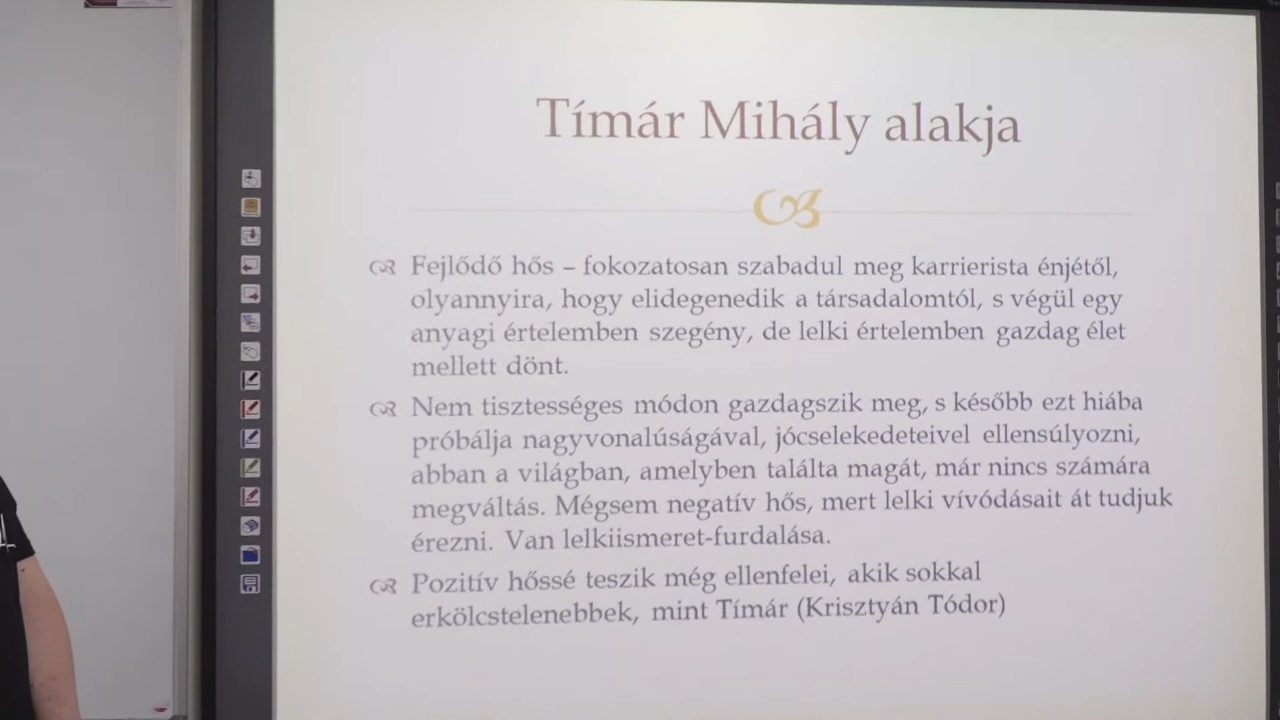 Tímár Mihály alakja
Fejlődő hős – fokozatosan szabadul meg karrierista énjétől,
olyannyira, hogy elidegenedik a társadalomtól, s végül egy
anyagi értelemben szegény, de lelki értelemben gazdag élet
mellett dönt.
Nem tisztességes módon gazdagszik meg, s később ezt hiába
próbálja nagyvonalúságával, jócselekedeteivel ellensúlyozni,
abban a világban, amelyben találta magát, már nincs számára
megváltás. Mégsem negatív hős, mert lelki vívódásait át tudjuk
érezni. Van lelkiismeret-furdalása.
Pozitív hőssé teszik még ellenfelei, akik sokkal
erkölcstelenebbek, mint Tímár (Krisztyán Tódor)